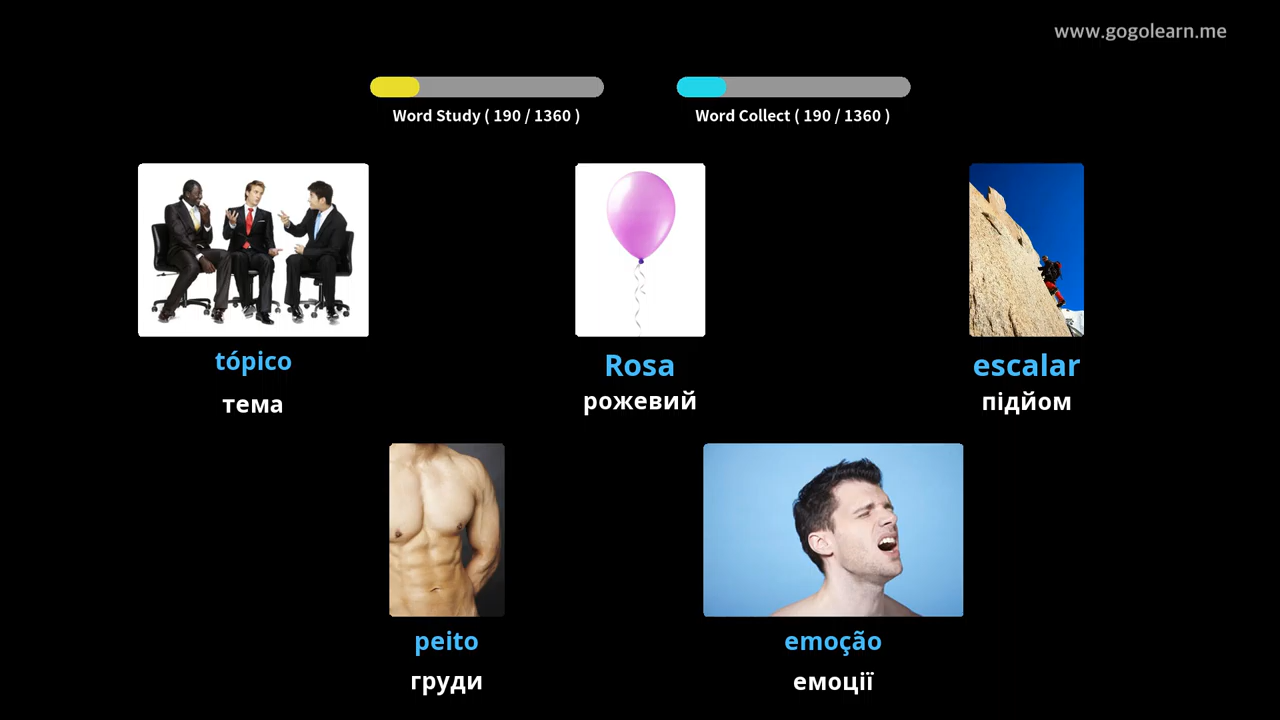 www.gogolearn.me
Word Study ( 190 / 1360 )
Word Collect ( 190 / 1360 )
tópico
тема
Rosa
рожевий
escalar
підйом
peito
груди
emoção
емоції